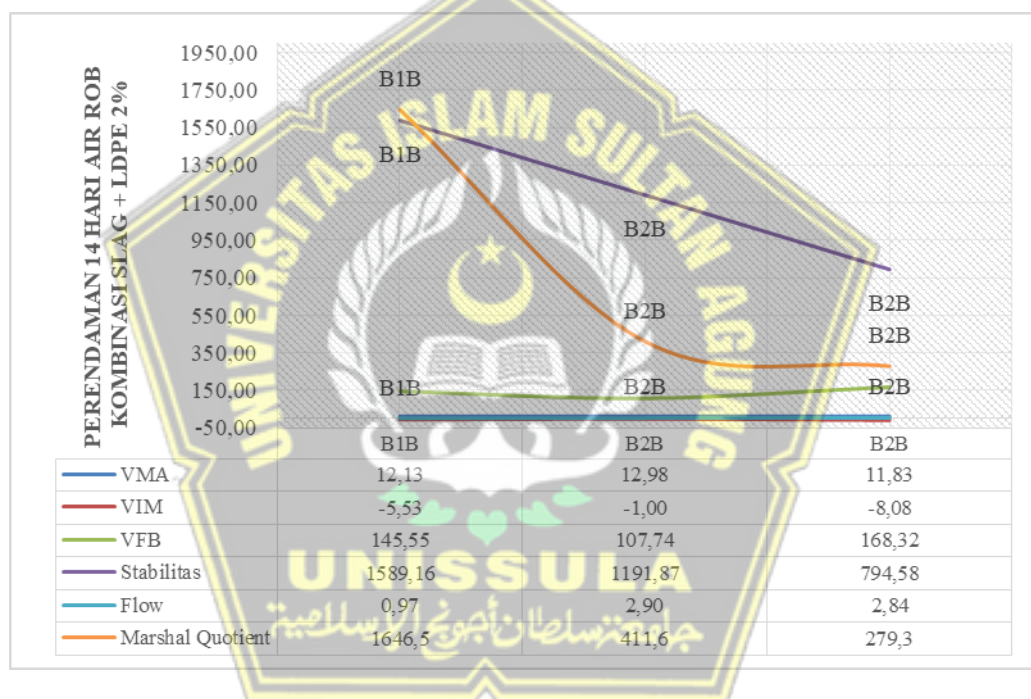 PERENDAMAN 14 HARI AIR ROB
KOMBINASI SLAG + LDPE 2%
1950,00
1750,00
1550,00
1350,00
1150,00
950,00
750,00
550,00
350,00
150,00
-50,00
B1B
B1B
B1B
B2B
B2B
B2B
B2B
B2B
B2B
B1B B2B B2B
VMA 12,13 12,98 11,83
VIM -5,53 -1,00 -8,08
VFB 145,55 107,74 168,32
Stabilitas 1589,16 1191,87 794,58
Flow 0,97 2,90 2,84
Marshal Quotient 1646,5 411,6 279,3
UNIVERSITAS ISLAM SULTAN AGUNG
UNISSULA
جامعة سلطان أجونج الإسلامية